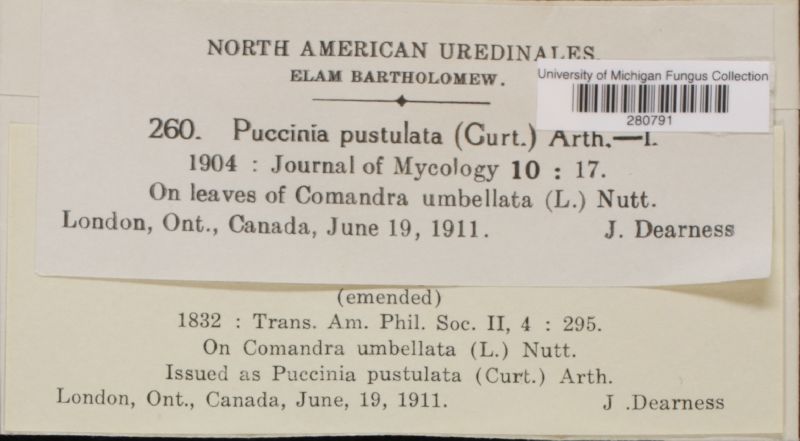 NORTH AMERICAN UREDINALES.
ELAM BARTHOLOMEW.
University of Michigan Fungus Collection
280791
260. Puccinia pustulata (Curt.) Arth.—I.
1904 : Journal of Mycology 10 : 17.
On leaves of Comandra umbellata (L.) Nutt.
London, Ont., Canada, June 19, 1911. J. Dearness
(emended)
1832 : Trans. Am. Phil. Soc. II, 4 : 295.
On Comandra umbellata (L.) Nutt.
Issued as Puccinia pustulata (Curt.) Arth.
London, Ont., Canada, June, 19, 1911. J .Dearness